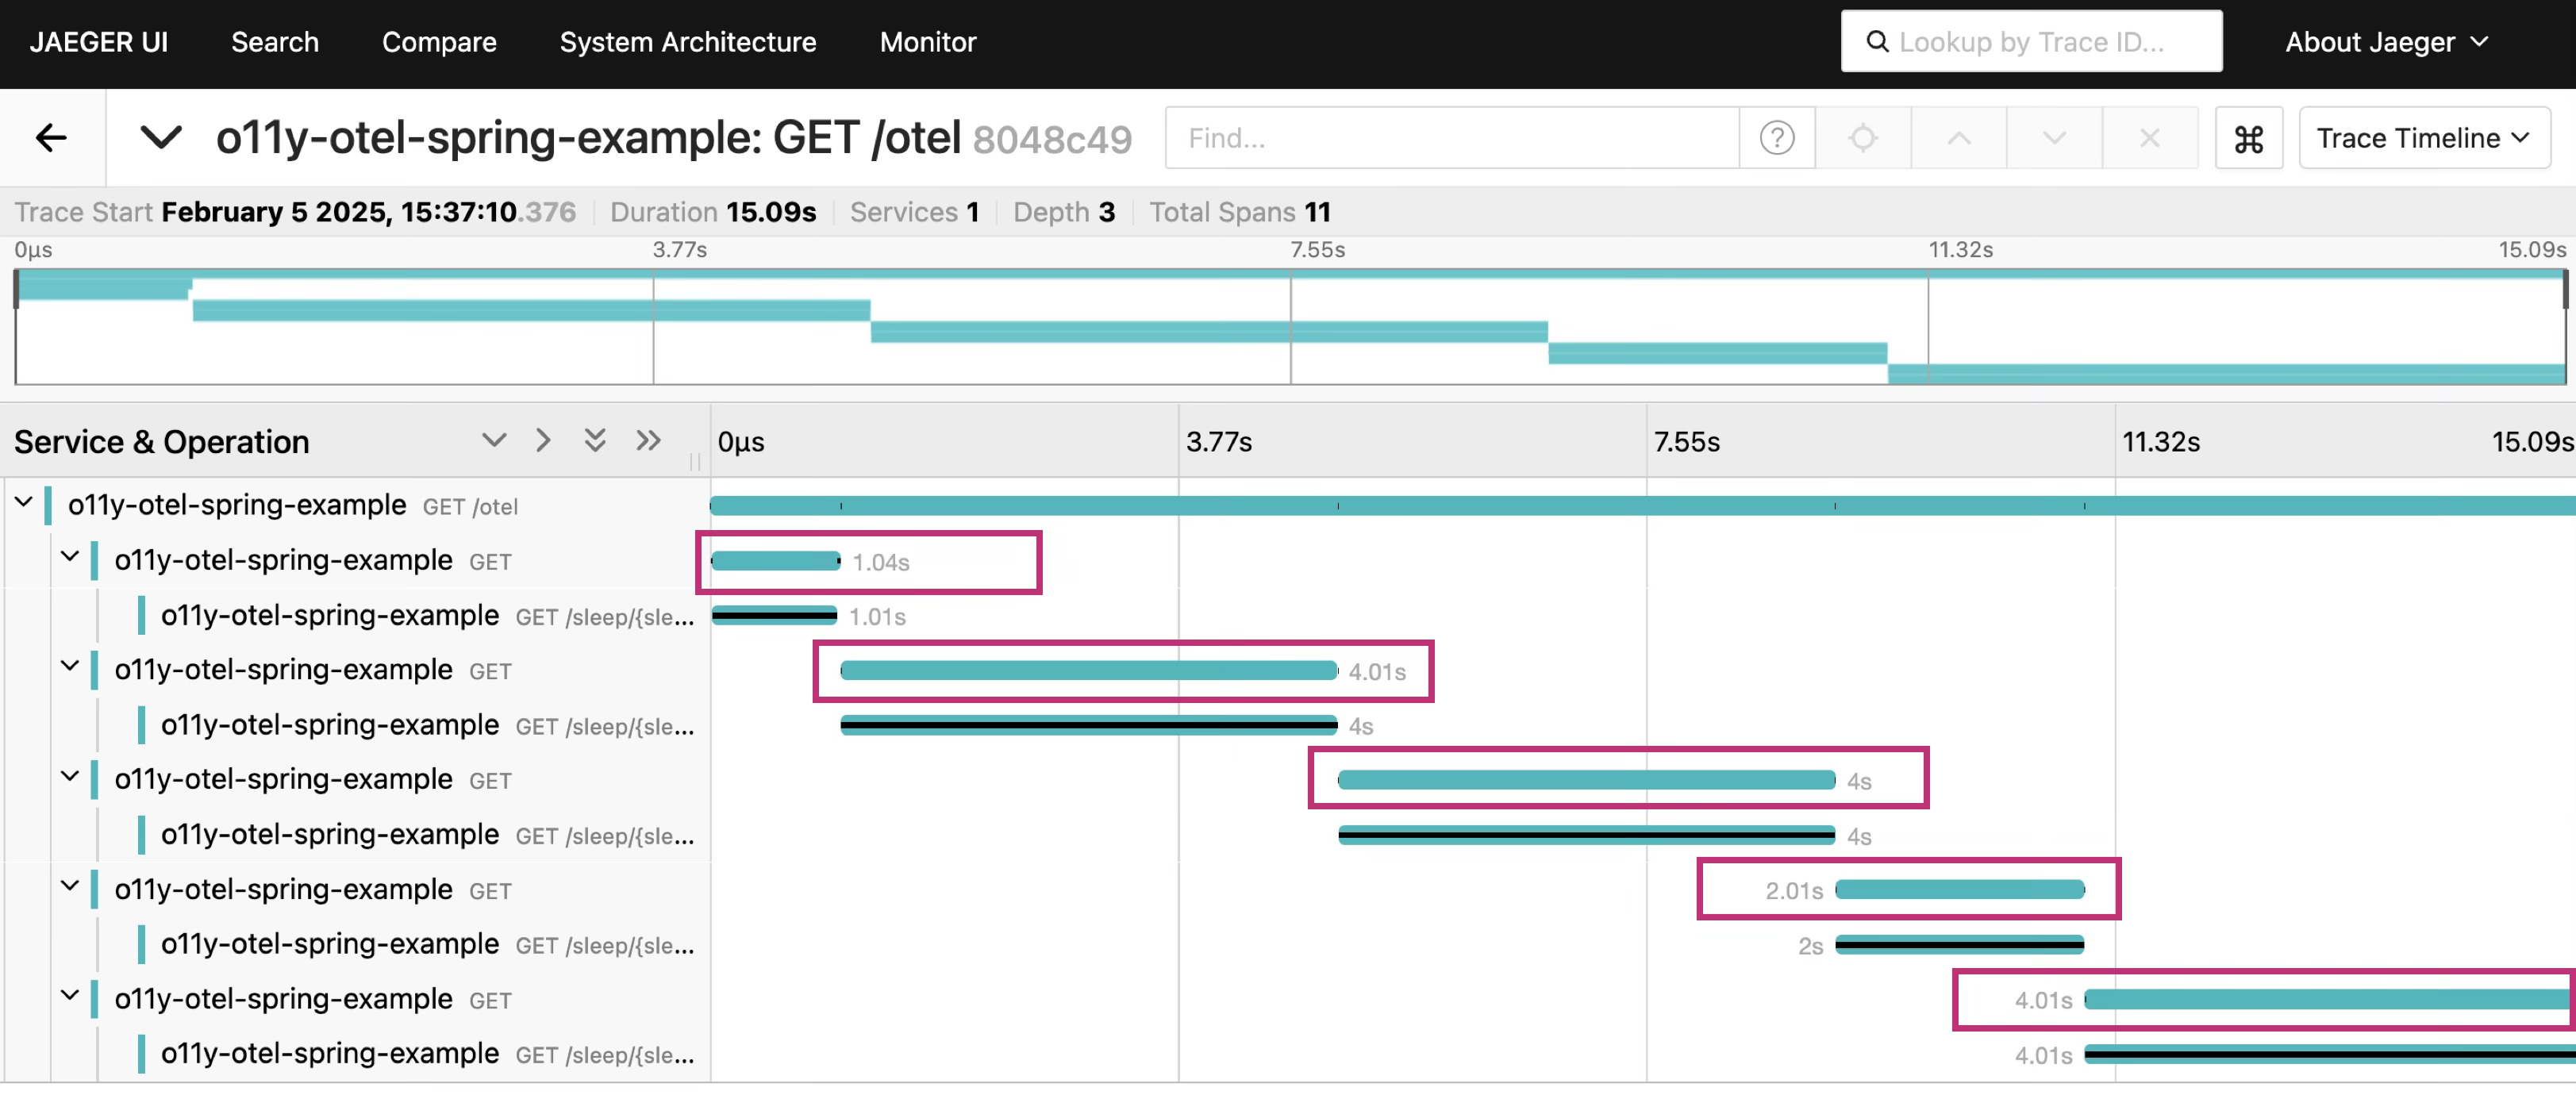 JAEGER UI Search Compare System Architecture Monitor Lookup by Trace ID... About Jaeger
o11y-otel-spring-example: GET /otel 8048c49 Find... Trace Timeline
Trace Start February 5 2025, 15:37:10.376 Duration 15.09s Services 1 Depth 3 Total Spans 11
0μs 3.77s 7.55s 11.32s 15.09s
Service & Operation 0μs 3.77s 7.55s 11.32s 15.09s
o11y-otel-spring-example GET /otel
o11y-otel-spring-example GET 1.04s
o11y-otel-spring-example GET /sleep/{sle... 1.01s
o11y-otel-spring-example GET 4.01s
o11y-otel-spring-example GET /sleep/{sle... 4s
o11y-otel-spring-example GET 4s
o11y-otel-spring-example GET /sleep/{sle... 4s
o11y-otel-spring-example GET 2.01s
o11y-otel-spring-example GET /sleep/{sle... 2s
o11y-otel-spring-example GET 4.01s
o11y-otel-spring-example GET /sleep/{sle... 4.01s